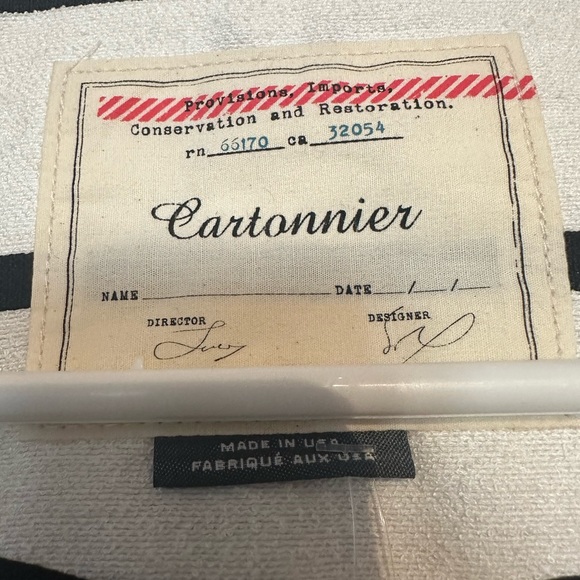 Provisions, Imports,
Conservation and Restoration.
rn 66170 ca 32054
Cartonnier
NAME DATE / /
DIRECTOR DESIGNER
MADE IN USA
FABRIQUÉ AUX USA